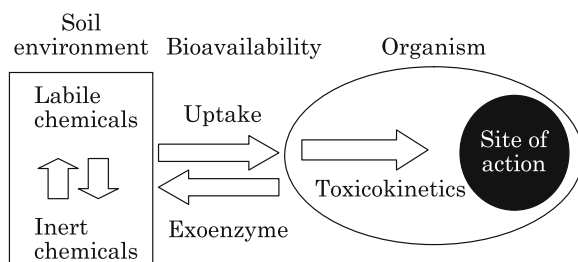 Soil
environment
Bioavailability
Organism
Labile
chemicals
Uptake
Site of
action
Toxicokinetics
Inert
chemicals
Exoenzyme